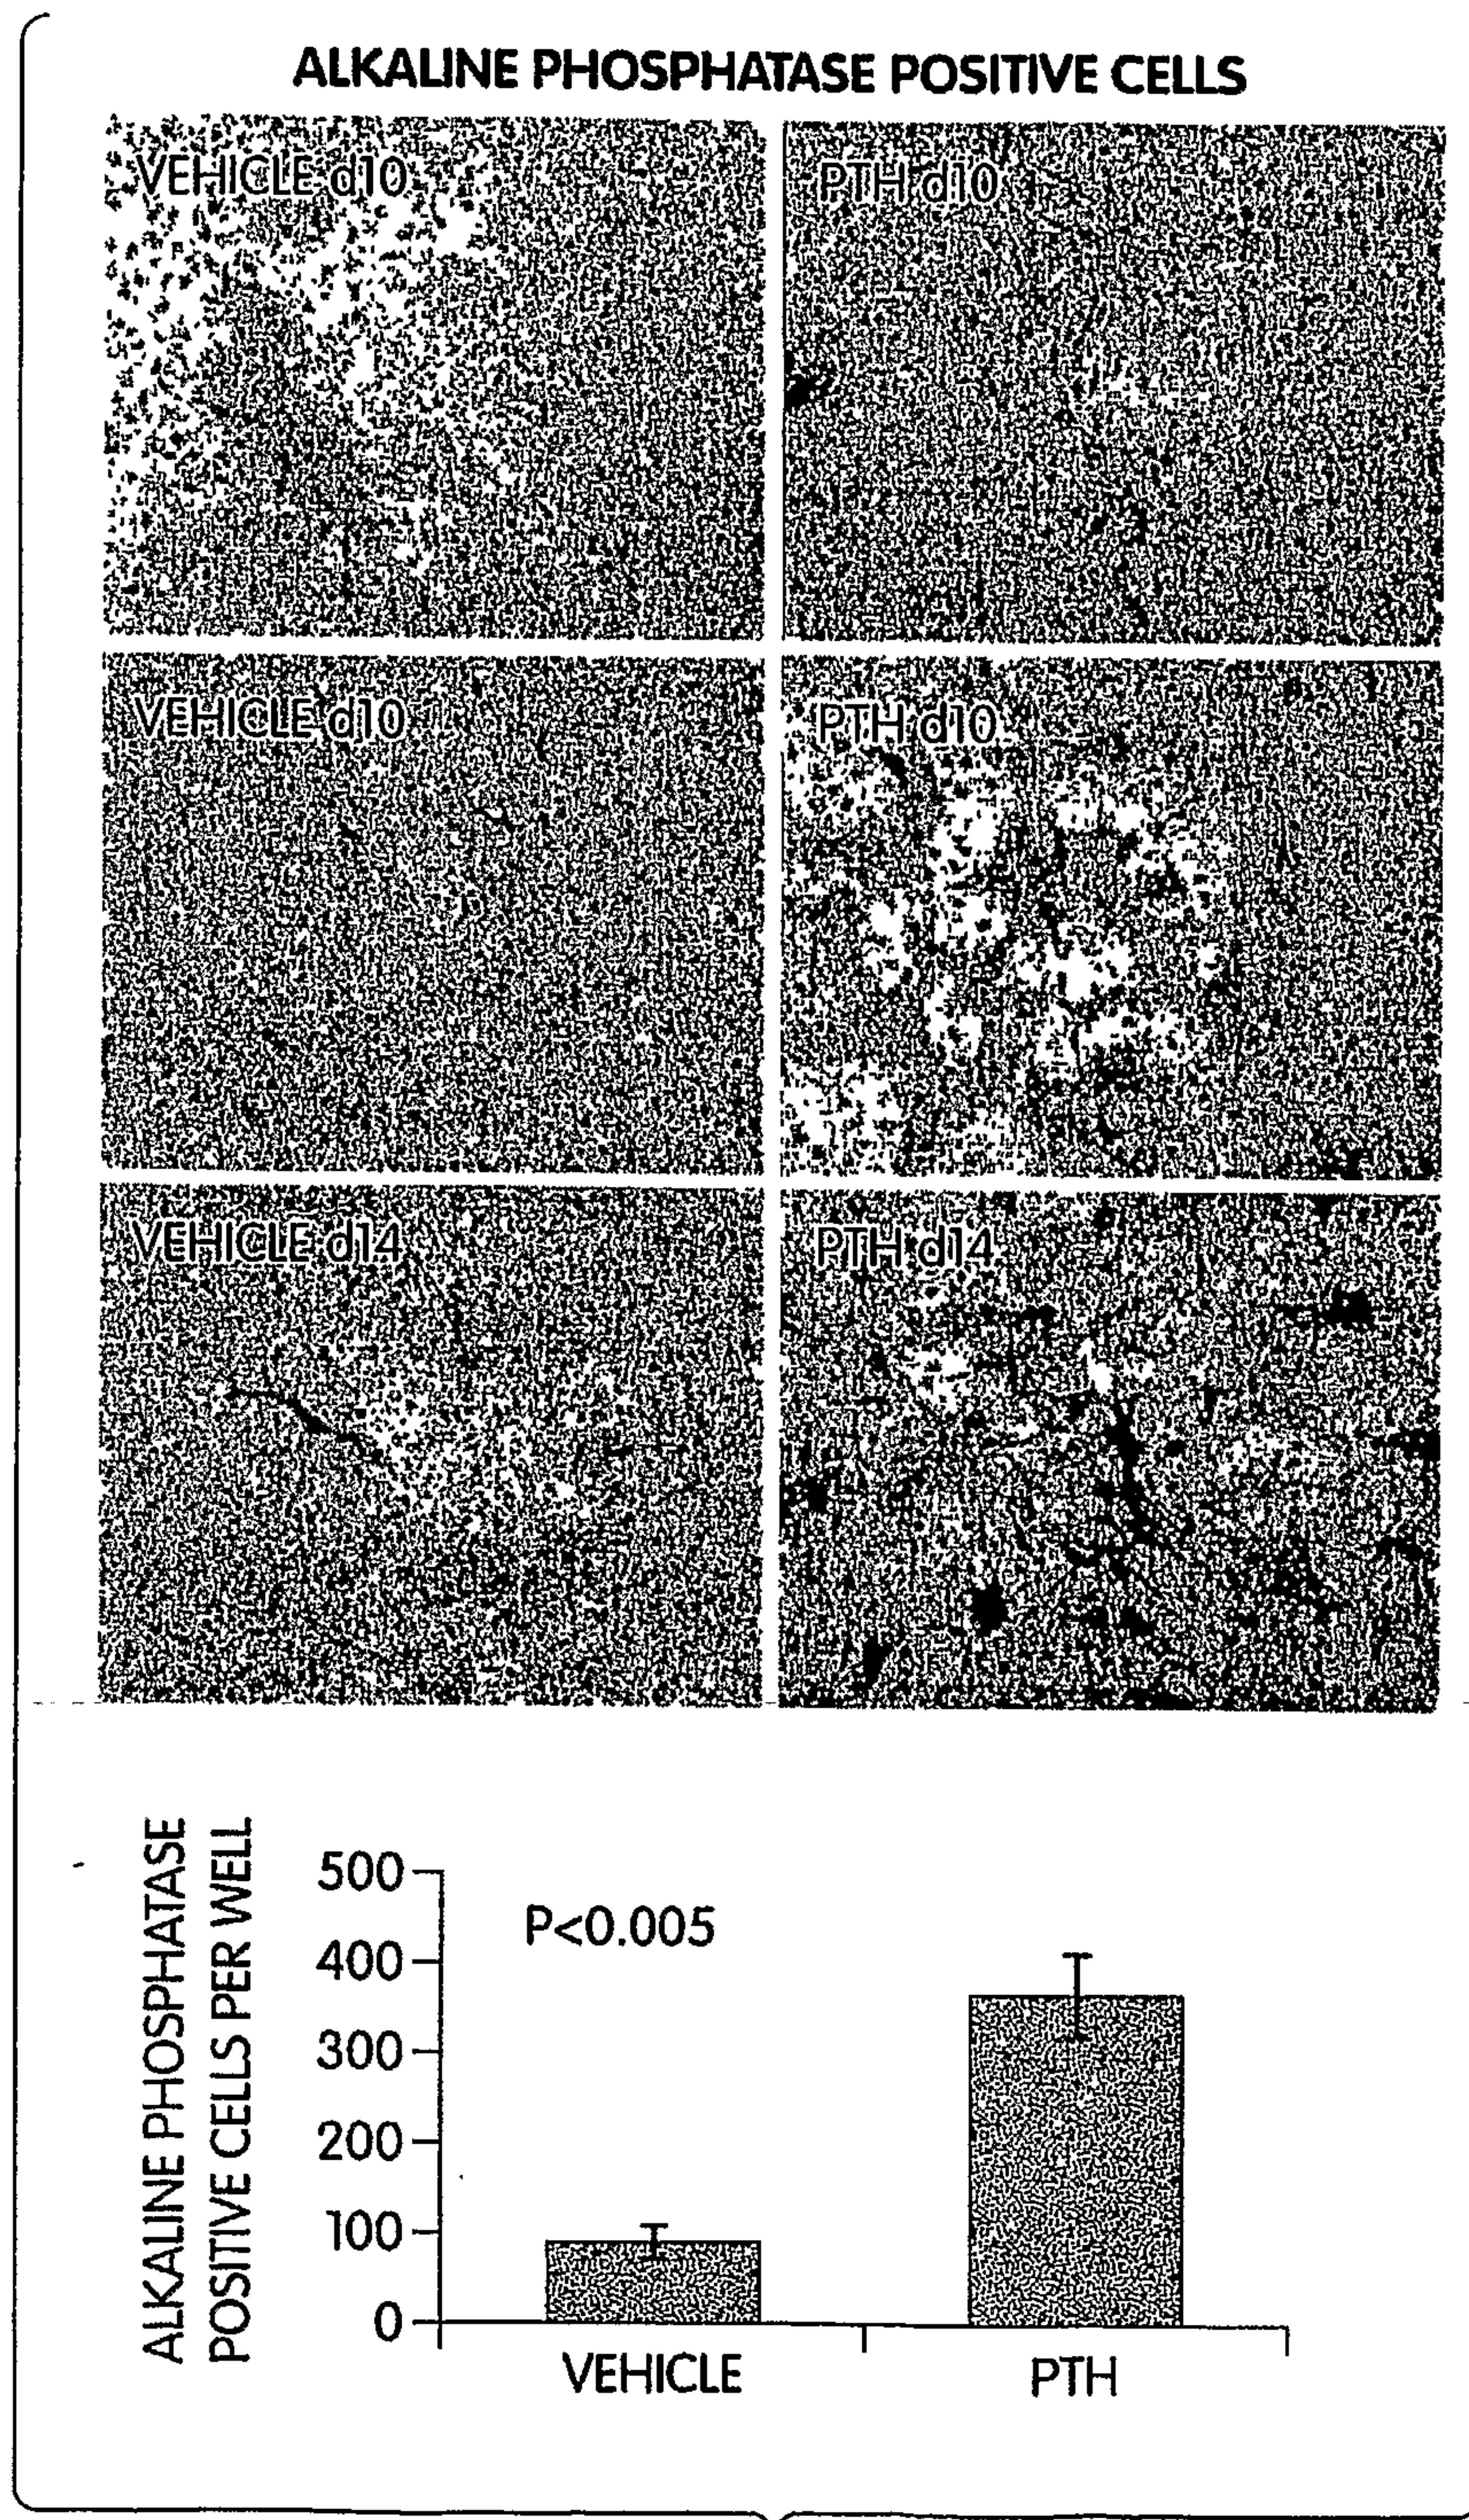 ALKALINE PHOSPHATASE POSITIVE CELLS
VEHICLE d10
PTH d10
VEHICLE d10
PTH d10
VEHICLE d14
PTH d14
ALKALINE PHOSPHATASE
POSITIVE CELLS PER WELL
500
400
300
200
100
0
P<0.005
VEHICLE
PTH